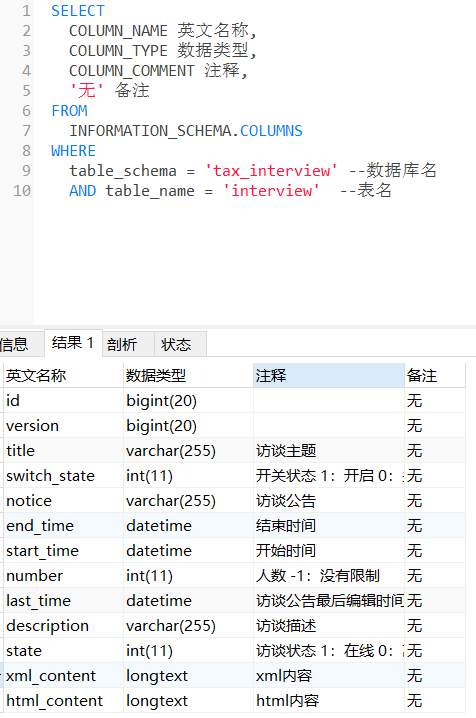 1 SELECT
2 COLUMN_NAME 英文名称,
3 COLUMN_TYPE 数据类型,
4 COLUMN_COMMENT 注释,
5 '无' 备注
6 FROM
7 INFORMATION_SCHEMA.COLUMNS
8 WHERE
9 table_schema = 'tax_interview' --数据库名
10 AND table_name = 'interview' --表名
信息 结果 1 剖析 状态
英文名称 数据类型 注释 备注
id bigint(20) 无
version bigint(20) 无
title varchar(255) 访谈主题 无
switch_state int(11) 开关状态 1：开启 0： 无
notice varchar(255) 访谈公告 无
end_time datetime 结束时间 无
start_time datetime 开始时间 无
number int(11) 人数 -1：没有限制 无
last_time datetime 访谈公告最后编辑时间 无
description varchar(255) 访谈描述 无
state int(11) 访谈状态 1：在线 0： 无
xml_content longtext xml内容 无
html_content longtext html内容 无